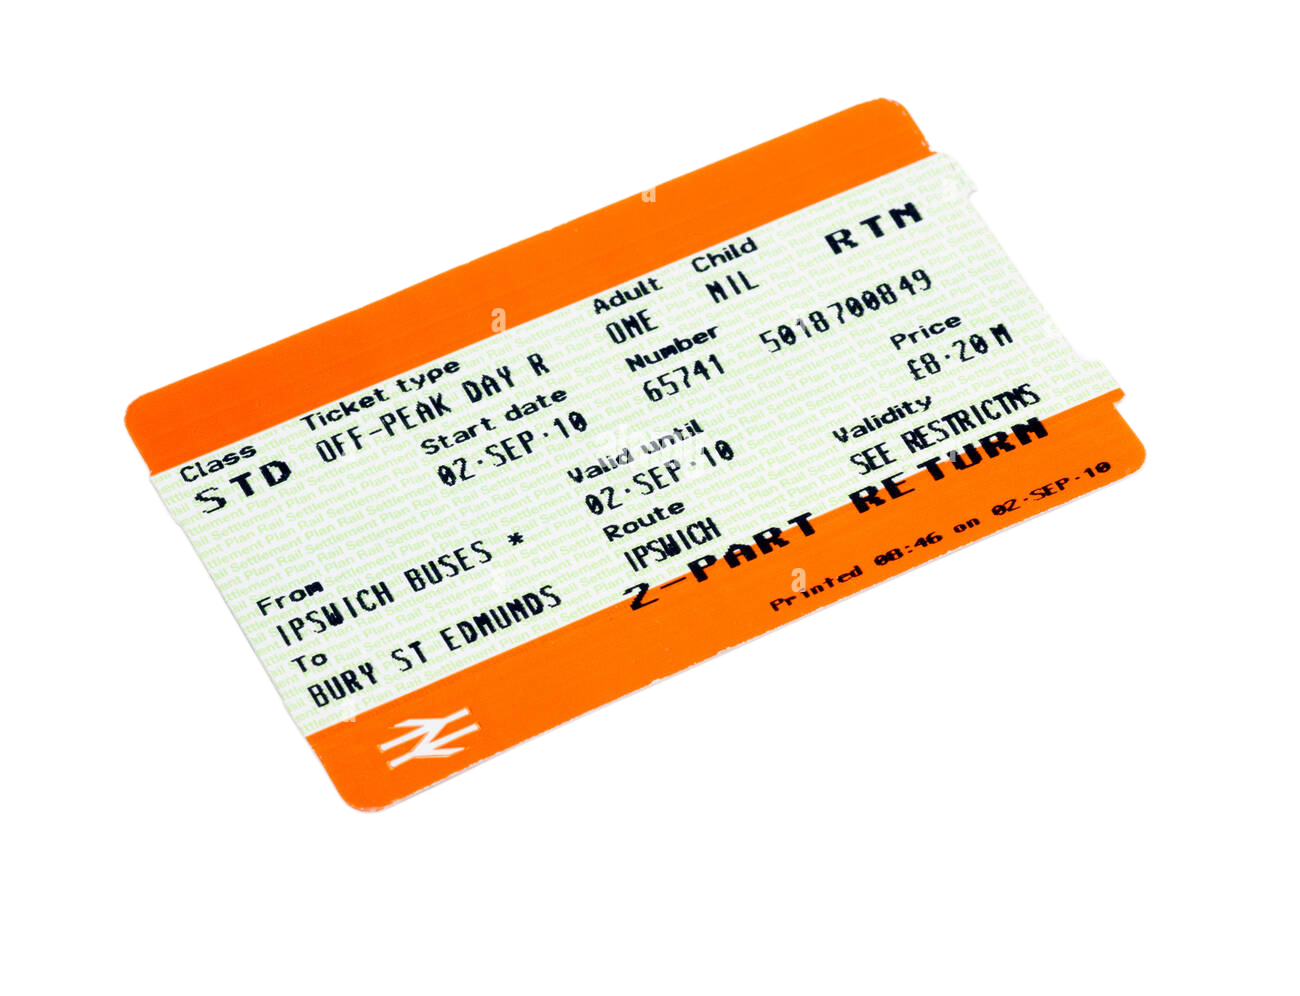 Class Ticket type Adult Child
STD OFF-PEAK DAY R ONE NIL RTN
Start date Number
02·SEP·10 65741 5018700849
Valid until Price
02·SEP·10 £8·20M
From Route Validity
IPSWICH BUSES * IPSWICH SEE RESTRICTNS
To
BURY ST EDMUNDS
2-PART RETURN
Printed 08:46 on 02-SEP-10